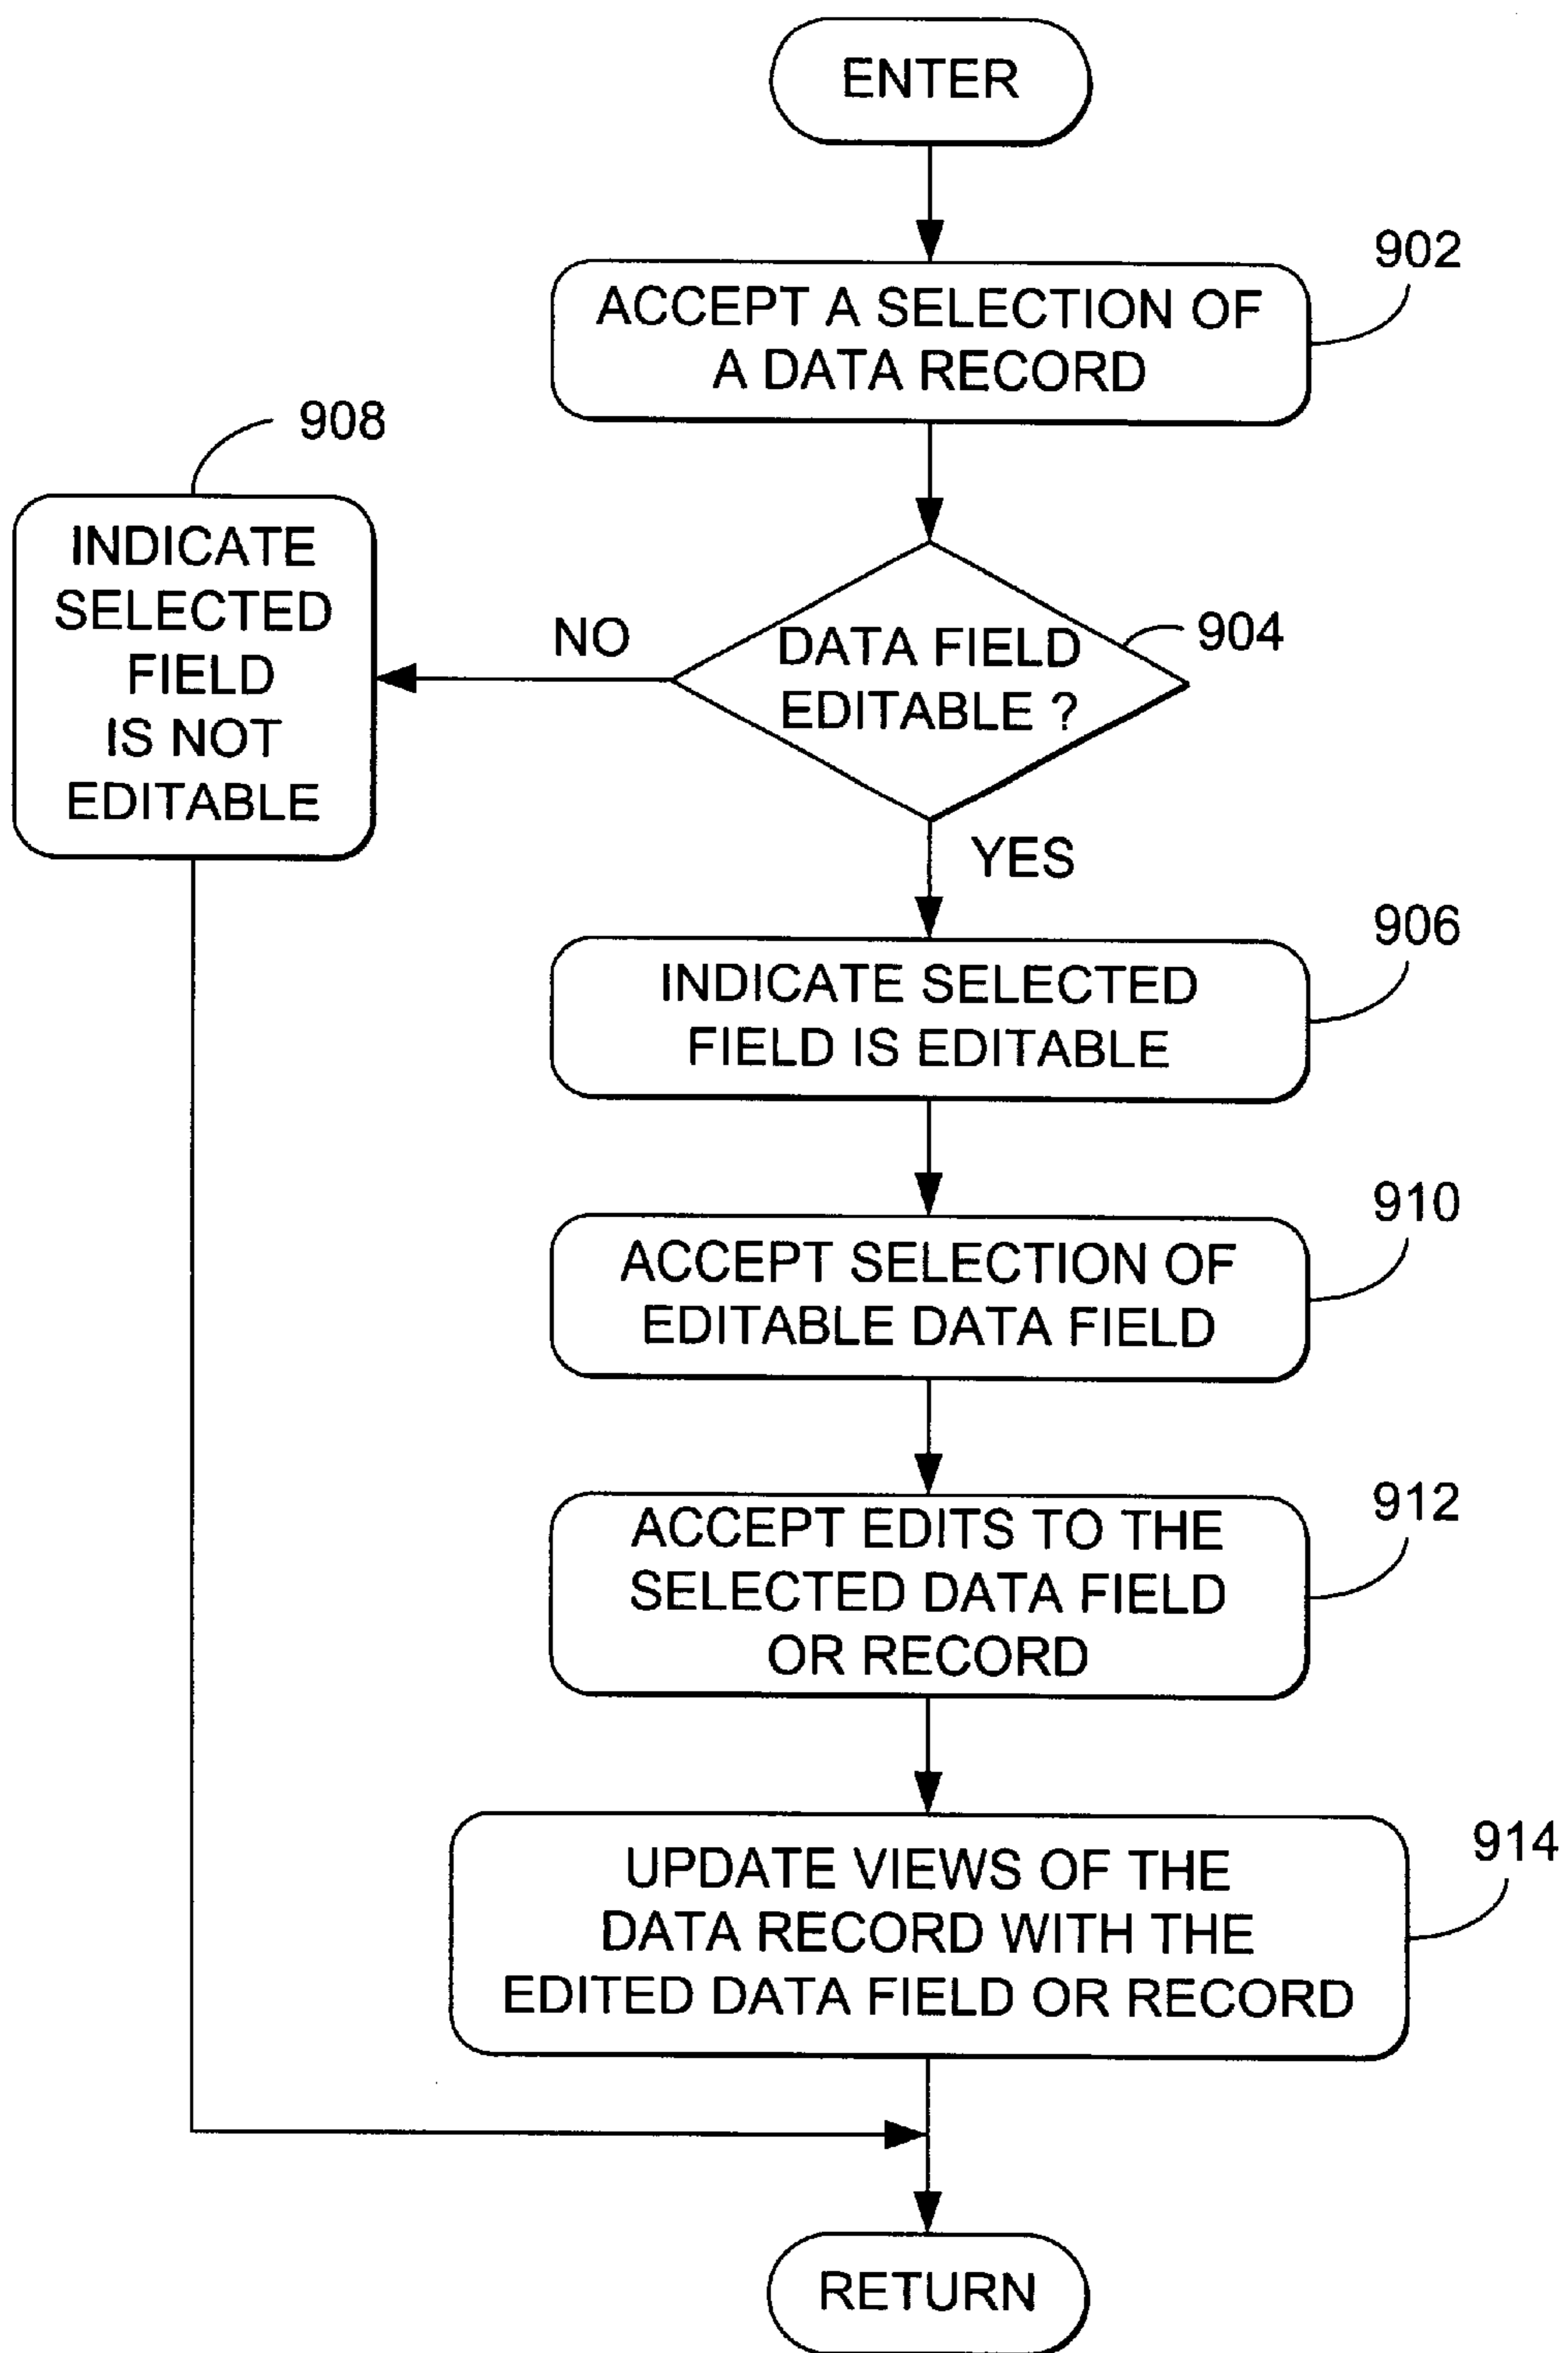 ENTER
902
ACCEPT A SELECTION OF
A DATA RECORD
908
INDICATE
SELECTED
FIELD
IS NOT
EDITABLE
NO
DATA FIELD
EDITABLE ?
904
YES
906
INDICATE SELECTED
FIELD IS EDITABLE
910
ACCEPT SELECTION OF
EDITABLE DATA FIELD
912
ACCEPT EDITS TO THE
SELECTED DATA FIELD
OR RECORD
914
UPDATE VIEWS OF THE
DATA RECORD WITH THE
EDITED DATA FIELD OR RECORD
RETURN